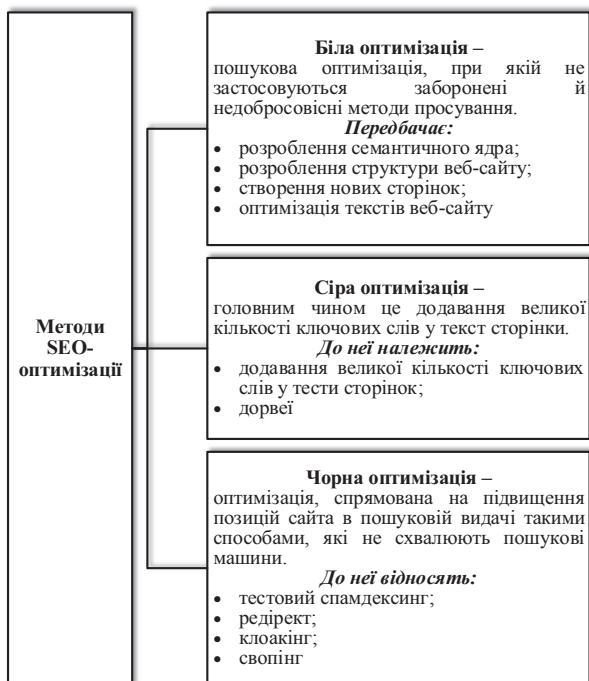 Методи
SEO-
оптимізації
Біла оптимізація –
пошукова оптимізація, при якій не
застосовуються заборонені й
недобросовісні методи просування.
Передбачає:
• розроблення семантичного ядра;
• розроблення структури веб-сайту;
• створення нових сторінок;
• оптимізація текстів веб-сайту
Сіра оптимізація –
головним чином це додавання великої
кількості ключових слів у текст сторінки.
До неї належить:
• додавання великої кількості ключових
слів у тести сторінок;
• дорвеї
Чорна оптимізація –
оптимізація, спрямована на підвищення
позицій сайта в пошуковій видачі такими
способами, які не схвалюють пошукові
машини.
До неї відносять:
• тестовий спамдексинг;
• редірект;
• клоакінг;
• свопінг